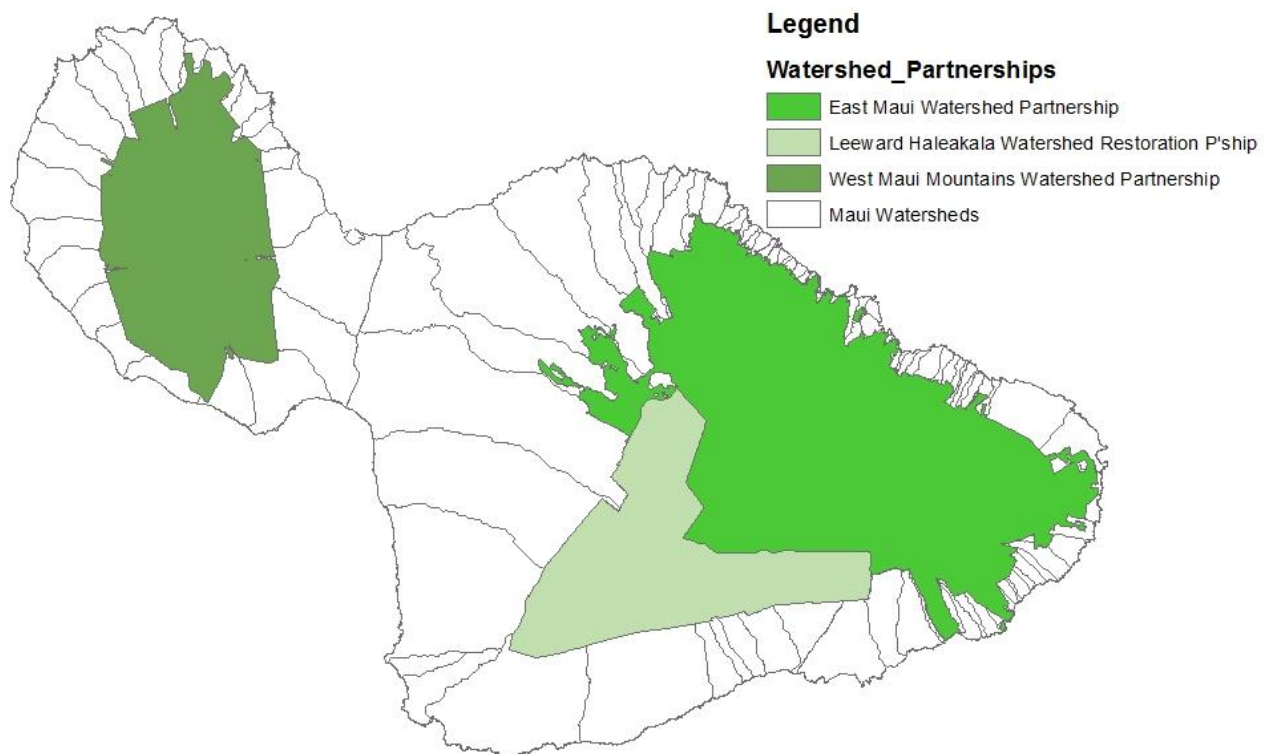 Legend
Watershed_Partnerships
East Maui Watershed Partnership
Leeward Haleakala Watershed Restoration P'ship
West Maui Mountains Watershed Partnership
Maui Watersheds